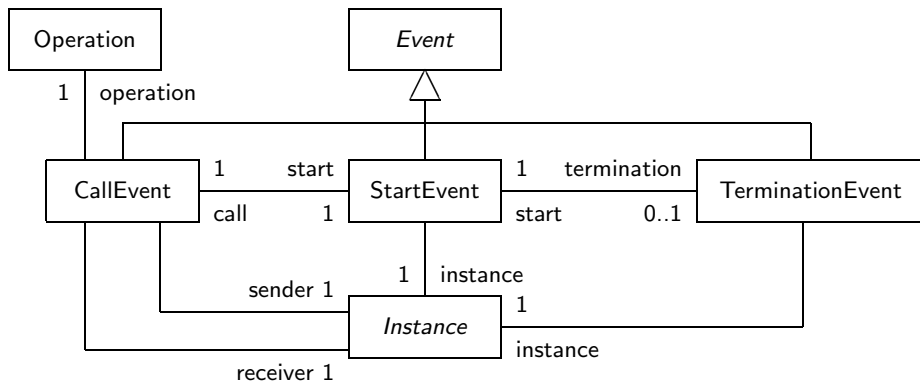 Operation
Event
1 operation
1 start
1 termination
CallEvent
StartEvent
TerminationEvent
call 1
start 0..1
1 instance
sender 1
1
Instance
instance
receiver 1